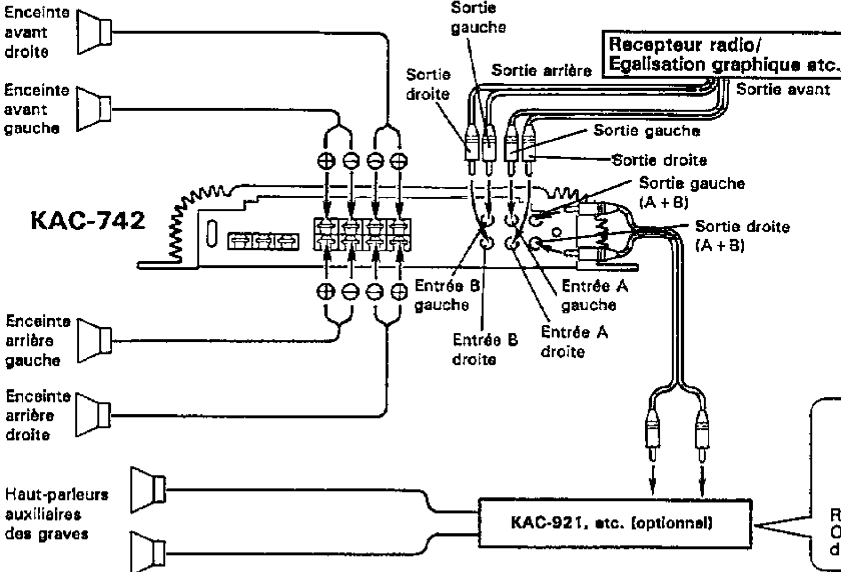 Enceinte
avant
droite
Enceinte
avant
gauche
Sortie
gauche
Sortie
droite
Sortie arrière
Recepteur radio/
Egalisation graphique etc.
Sortie avant
Sortie gauche
Sortie droite
Sortie gauche
(A + B)
Sortie droite
(A + B)
KAC-742
⊕ ⊖ ⊖ ⊕
⊕ ⊖ ⊖ ⊕
Entrée B
gauche
Entrée B
droite
Entrée A
gauche
Entrée A
droite
Enceinte
arrière
gauche
Enceinte
arrière
droite
Haut-parleurs
auxiliaires
des graves
KAC-921, etc. (optionnel)
R
O
d